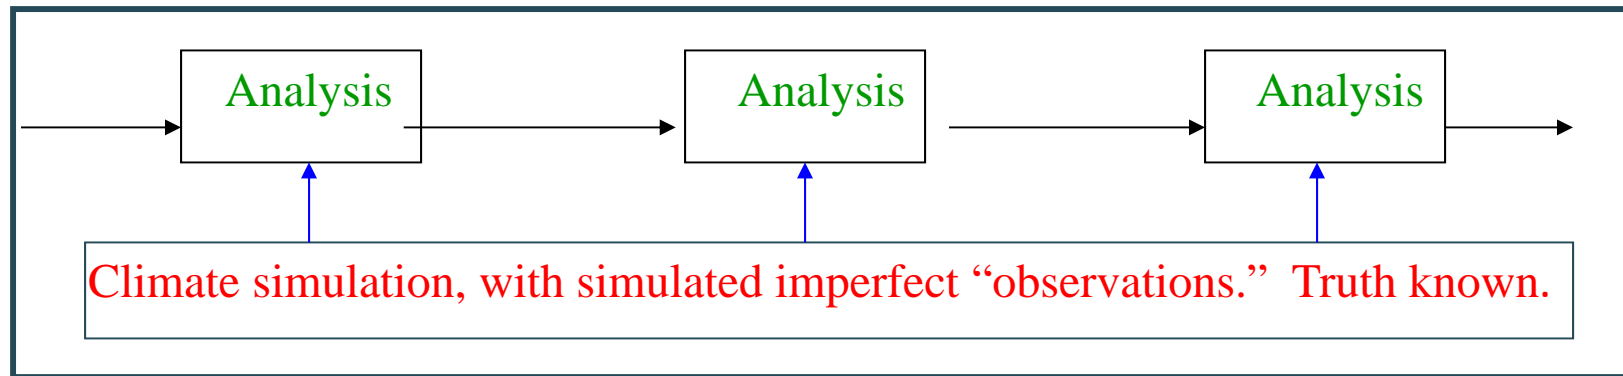 Analysis Analysis Analysis
Climate simulation, with simulated imperfect “observations.” Truth known.